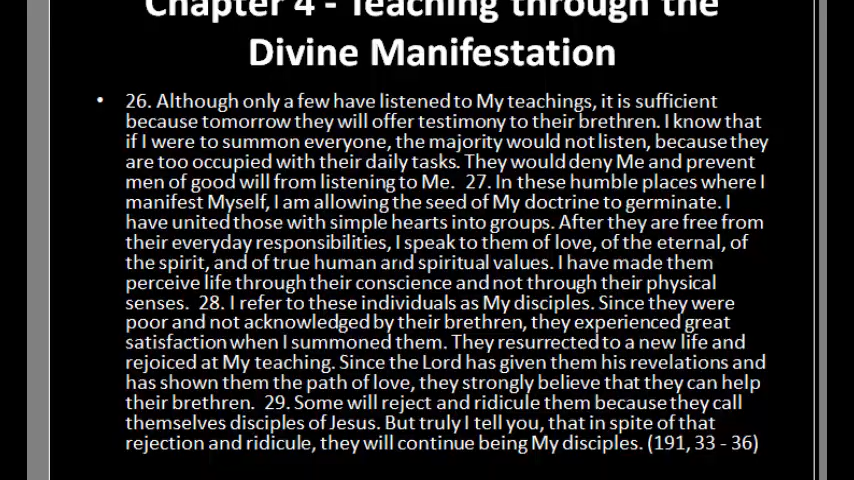 Chapter 4 - Teaching through the
Divine Manifestation
• 26. Although only a few have listened to My teachings, it is sufficient
because tomorrow they will offer testimony to their brethren. I know that
if I were to summon everyone, the majority would not listen, because they
are too occupied with their daily tasks. They would deny Me and prevent
men of good will from listening to Me. 27. In these humble places where I
manifest Myself, I am allowing the seed of My doctrine to germinate. I
have united those with simple hearts into groups. After they are free from
their everyday responsibilities, I speak to them of love, of the eternal, of
the spirit, and of true human and spiritual values. I have made them
perceive life through their conscience and not through their physical
senses. 28. I refer to these individuals as My disciples. Since they were
poor and not acknowledged by their brethren, they experienced great
satisfaction when I summoned them. They resurrected to a new life and
rejoiced at My teaching. Since the Lord has given them his revelations and
has shown them the path of love, they strongly believe that they can help
their brethren. 29. Some will reject and ridicule them because they call
themselves disciples of Jesus. But truly I tell you, that in spite of that
rejection and ridicule, they will continue being My disciples. (191, 33 - 36)